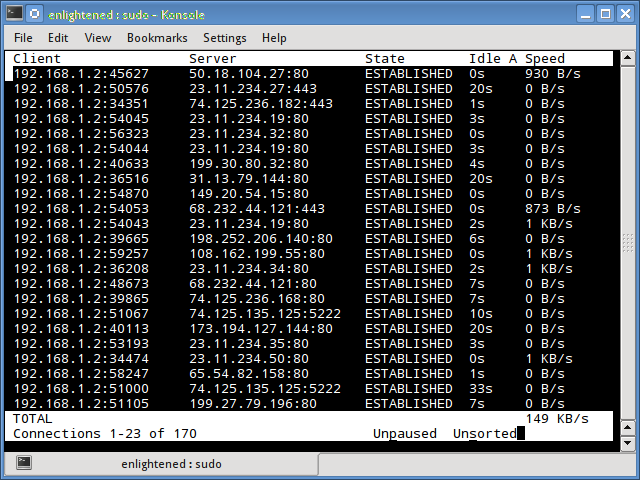 enlightened : sudo – Konsole
File Edit View Bookmarks Settings Help
Client Server State Idle A Speed
192.168.1.2:45627 50.18.104.27:80 ESTABLISHED 0s 930 B/s
192.168.1.2:50576 23.11.234.27:443 ESTABLISHED 20s 0 B/s
192.168.1.2:34351 74.125.236.182:443 ESTABLISHED 1s 0 B/s
192.168.1.2:54045 23.11.234.19:80 ESTABLISHED 3s 0 B/s
192.168.1.2:56323 23.11.234.32:80 ESTABLISHED 0s 0 B/s
192.168.1.2:54044 23.11.234.19:80 ESTABLISHED 3s 0 B/s
192.168.1.2:40633 199.30.80.32:80 ESTABLISHED 4s 0 B/s
192.168.1.2:36516 31.13.79.144:80 ESTABLISHED 20s 0 B/s
192.168.1.2:54870 149.20.54.15:80 ESTABLISHED 0s 0 B/s
192.168.1.2:54053 68.232.44.121:443 ESTABLISHED 0s 873 B/s
192.168.1.2:54043 23.11.234.19:80 ESTABLISHED 2s 1 KB/s
192.168.1.2:39665 198.252.206.140:80 ESTABLISHED 6s 0 B/s
192.168.1.2:59257 108.162.199.55:80 ESTABLISHED 0s 1 KB/s
192.168.1.2:36208 23.11.234.34:80 ESTABLISHED 2s 1 KB/s
192.168.1.2:48673 68.232.44.121:80 ESTABLISHED 7s 0 B/s
192.168.1.2:39865 74.125.236.168:80 ESTABLISHED 7s 0 B/s
192.168.1.2:51067 74.125.135.125:5222 ESTABLISHED 10s 0 B/s
192.168.1.2:40113 173.194.127.144:80 ESTABLISHED 20s 0 B/s
192.168.1.2:53193 23.11.234.35:80 ESTABLISHED 3s 0 B/s
192.168.1.2:34474 23.11.234.50:80 ESTABLISHED 0s 1 KB/s
192.168.1.2:58247 65.54.82.158:80 ESTABLISHED 1s 0 B/s
192.168.1.2:51000 74.125.135.125:5222 ESTABLISHED 33s 0 B/s
192.168.1.2:51105 199.27.79.196:80 ESTABLISHED 7s 0 B/s
TOTAL 149 KB/s
Connections 1-23 of 170 Unpaused Unsorted
enlightened : sudo